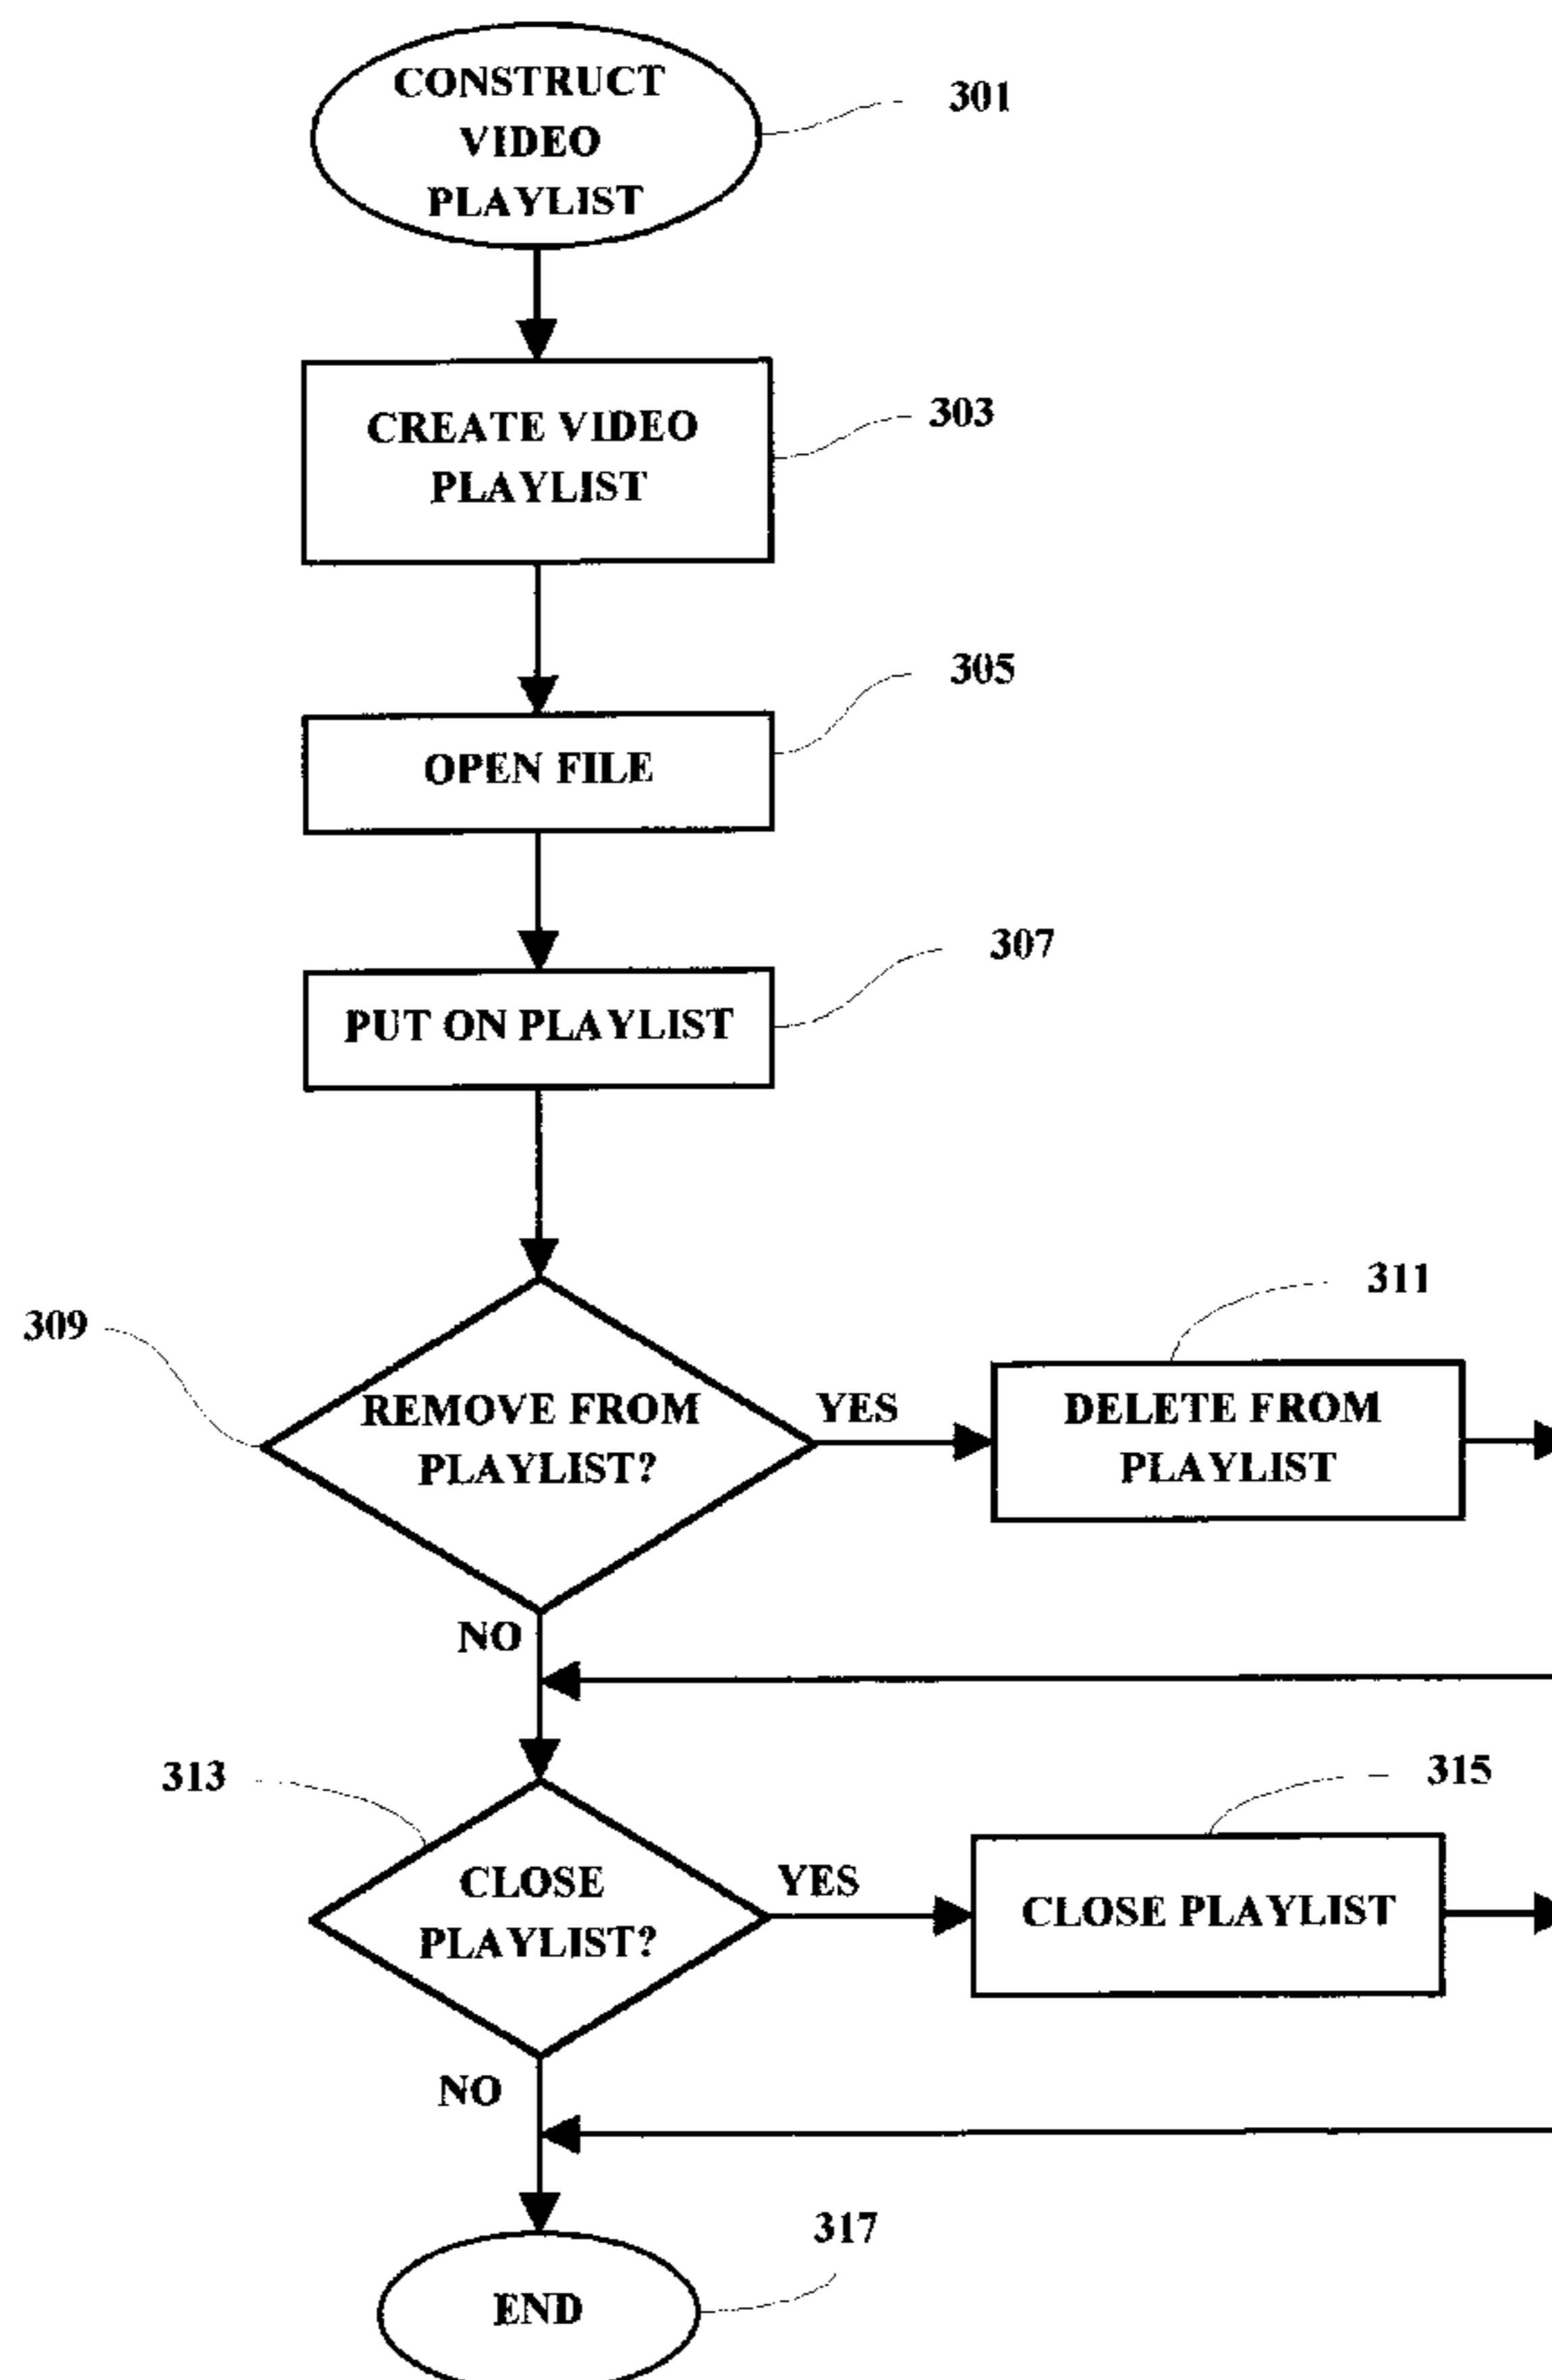 CONSTRUCT
VIDEO
PLAYLIST
301
CREATE VIDEO
PLAYLIST
303
305
OPEN FILE
307
PUT ON PLAYLIST
309
REMOVE FROM
PLAYLIST?
YES
311
DELETE FROM
PLAYLIST
NO
313
CLOSE
PLAYLIST?
YES
315
CLOSE PLAYLIST
NO
317
END